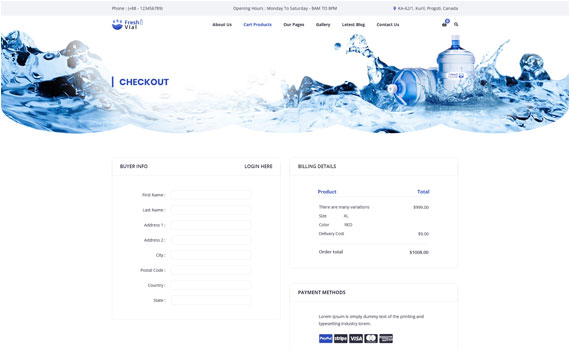 Phone : (+88 - 123456789)
Opening Hours : Monday To Saturday - 9AM TO 8PM
KA-62/1, Kuril, Progoti, Canada
Fresh Vial
About Us
Cart Products
Our Pages
Gallery
Latest Blog
Contact Us
0
CHECKOUT
BUYER INFO
LOGIN HERE
First Name :
Last Name :
Address 1 :
Address 2 :
City :
Postal Code :
Country :
State :
BILLING DETAILS
Product Total
There are many variations $999.00
Size XL
Color RED
Delivery Cost $9.00
Order total $1008.00
PAYMENT METHODS
Lorem Ipsum is simply dummy text of the printing and
typesetting industry lorem.
PayPal stripe VISA